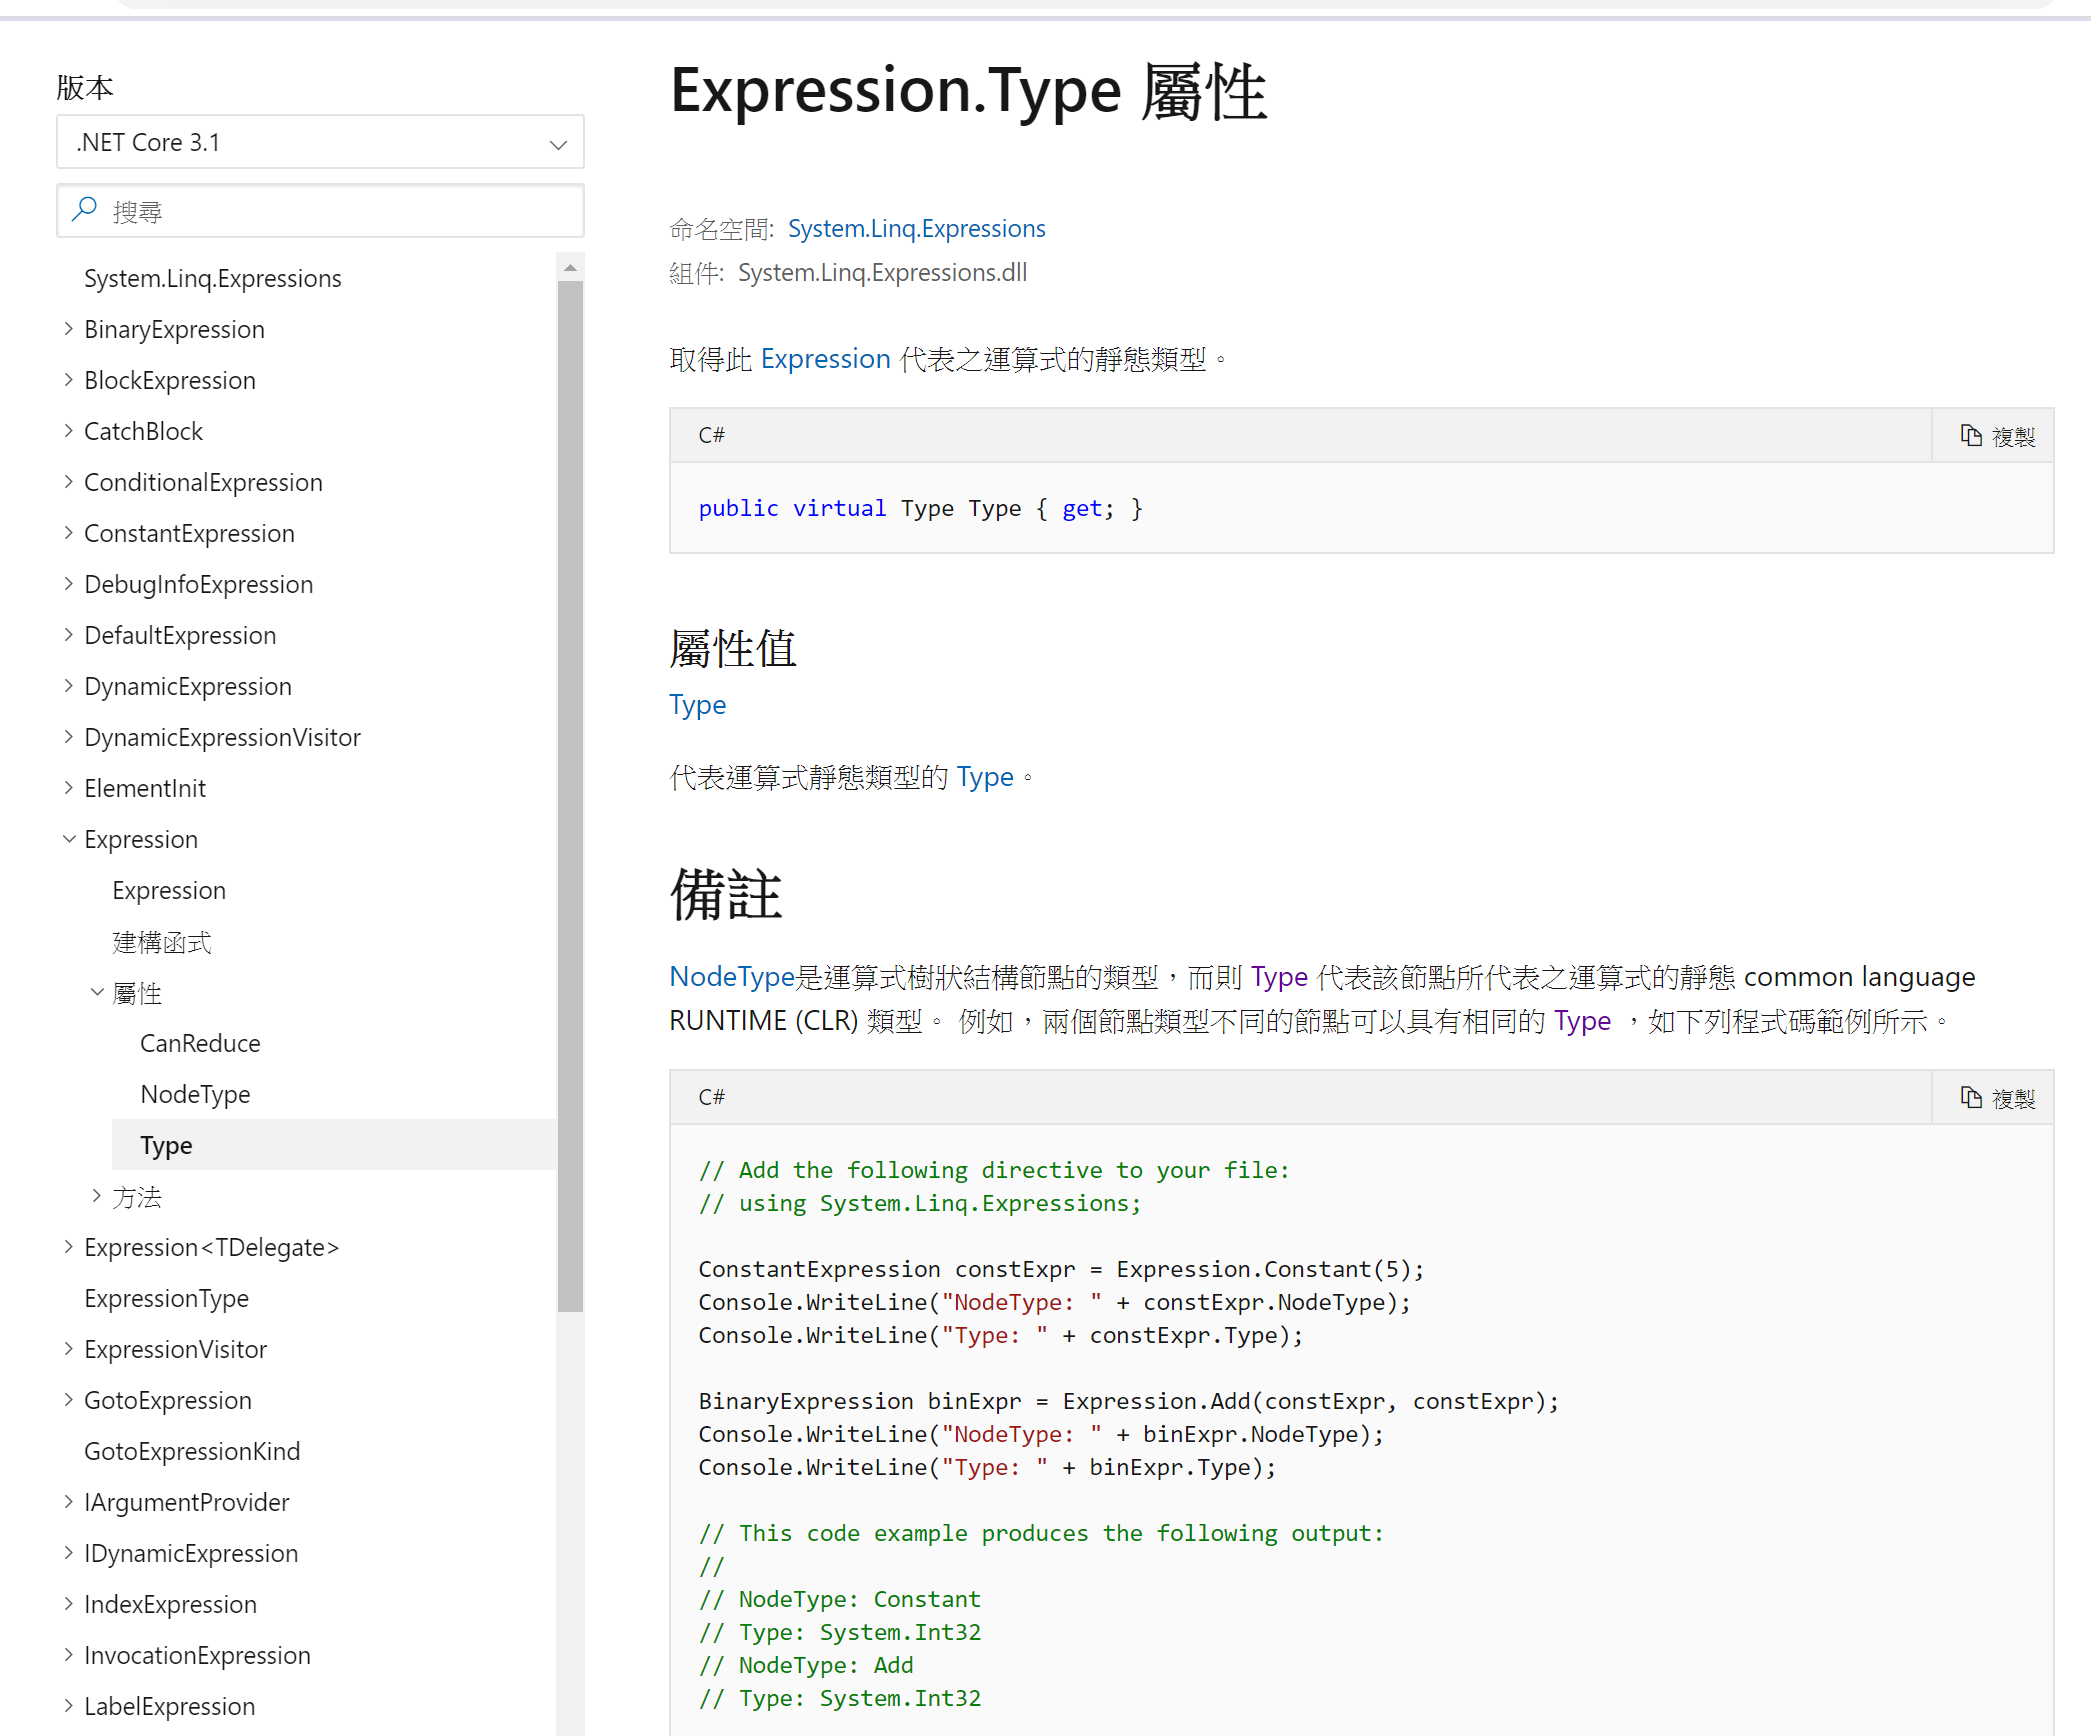 版本
.NET Core 3.1
搜尋
System.Linq.Expressions
BinaryExpression
BlockExpression
CatchBlock
ConditionalExpression
ConstantExpression
DebugInfoExpression
DefaultExpression
DynamicExpression
DynamicExpressionVisitor
ElementInit
Expression
Expression
建構函式
屬性
CanReduce
NodeType
Type
方法
Expression<TDelegate>
ExpressionType
ExpressionVisitor
GotoExpression
GotoExpressionKind
IArgumentProvider
IDynamicExpression
IndexExpression
InvocationExpression
LabelExpression
Expression.Type 屬性
命名空間: System.Linq.Expressions
組件: System.Linq.Expressions.dll
取得此 Expression 代表之運算式的靜態類型。
C#
複製
public virtual Type Type { get; }
屬性值
Type
代表運算式靜態類型的 Type。
備註
NodeType是運算式樹狀結構節點的類型，而則 Type 代表該節點所代表之運算式的靜態 common language
RUNTIME (CLR) 類型。 例如，兩個節點類型不同的節點可以具有相同的 Type ，如下列程式碼範例所示。
C#
複製
// Add the following directive to your file:
// using System.Linq.Expressions;
ConstantExpression constExpr = Expression.Constant(5);
Console.WriteLine("NodeType: " + constExpr.NodeType);
Console.WriteLine("Type: " + constExpr.Type);
BinaryExpression binExpr = Expression.Add(constExpr, constExpr);
Console.WriteLine("NodeType: " + binExpr.NodeType);
Console.WriteLine("Type: " + binExpr.Type);
// This code example produces the following output:
//
// NodeType: Constant
// Type: System.Int32
// NodeType: Add
// Type: System.Int32